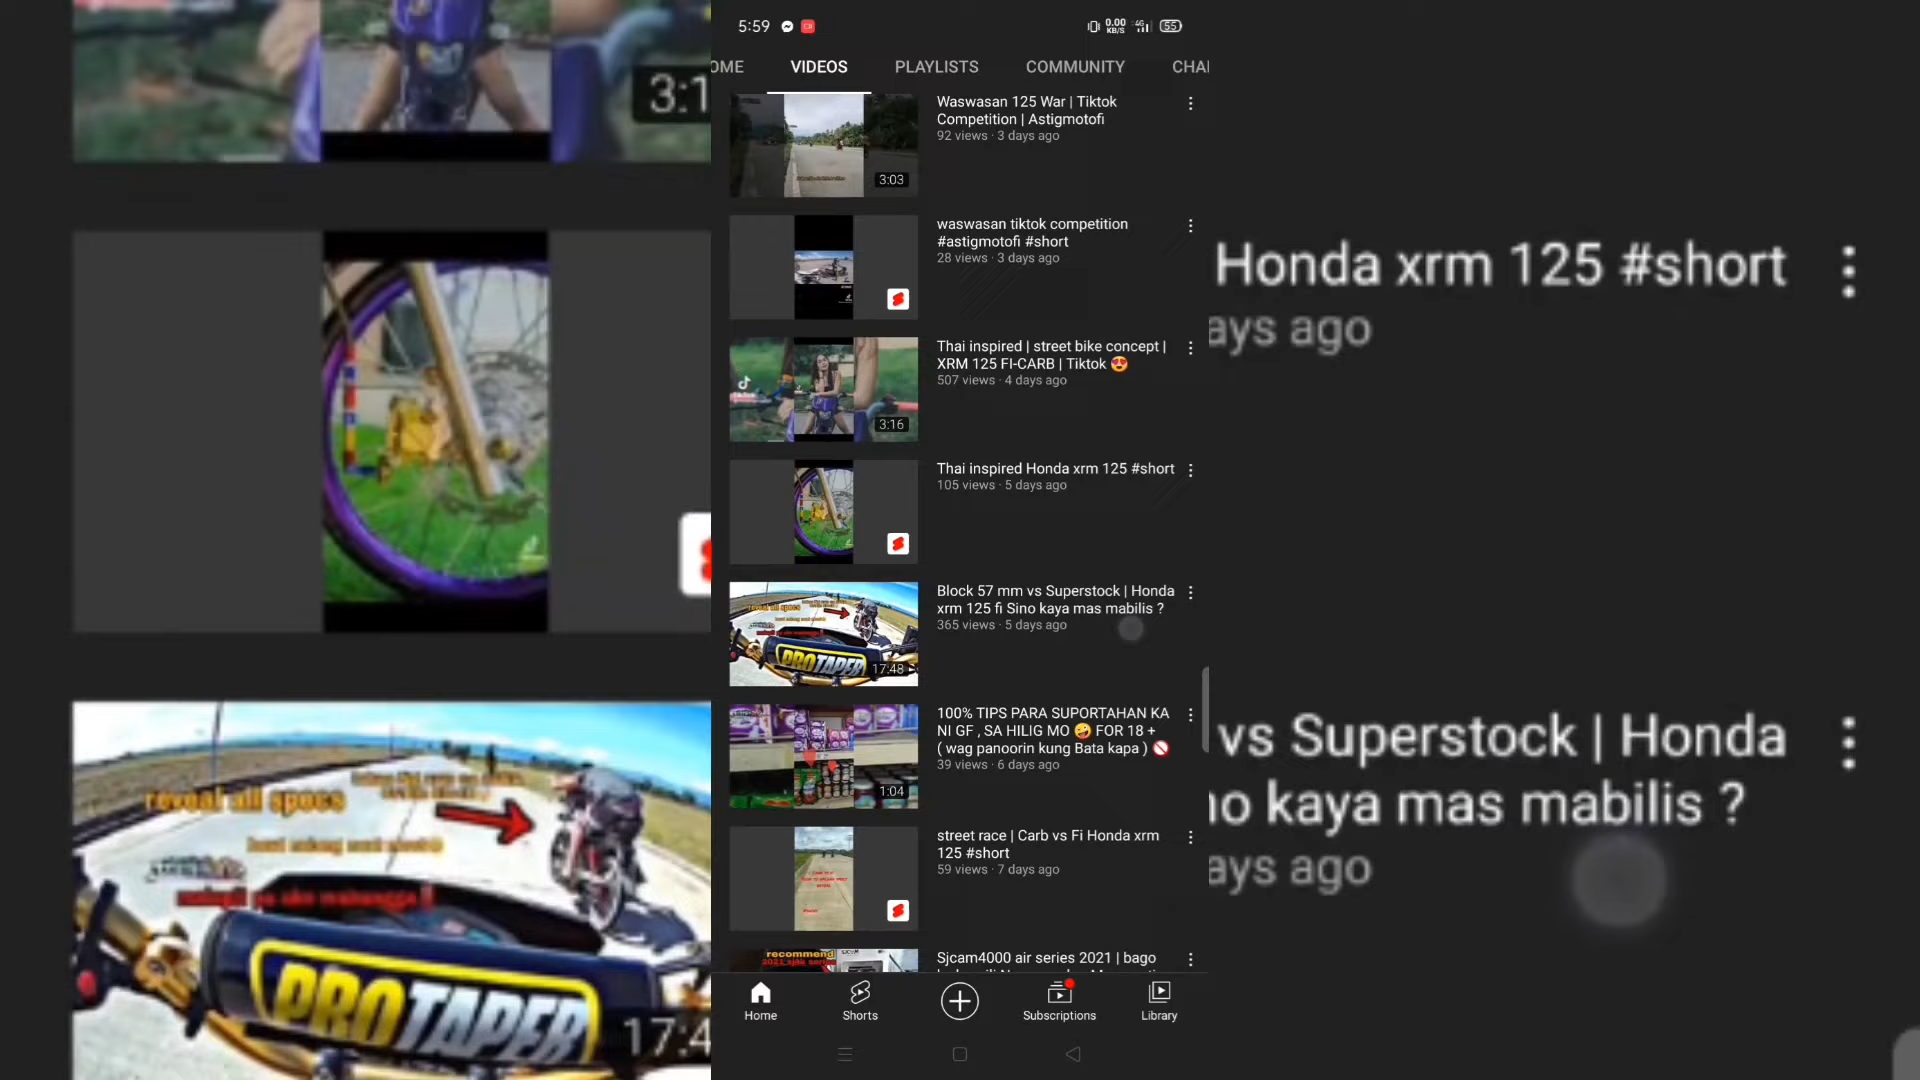 5:59
0.00
KB/S
4G
55
OME
VIDEOS
PLAYLISTS
COMMUNITY
CHA
Waswasan 125 War | Tiktok
Competition | Astigmotofi
92 views · 3 days ago
3:03
waswasan tiktok competition
#astigmotofi #short
28 views · 3 days ago
Thai inspired | street bike concept |
XRM 125 FI-CARB | Tiktok 😍
507 views · 4 days ago
3:16
Thai inspired Honda xrm 125 #short
105 views · 5 days ago
Block 57 mm vs Superstock | Honda
xrm 125 fi Sino kaya mas mabilis ?
365 views · 5 days ago
reveal all specs
PROTAPER
17:48
100% TIPS PARA SUPORTAHAN KA
NI GF , SA HILIG MO 🤪 FOR 18 +
( wag panoorin kung Bata kapa ) 🚫
39 views · 6 days ago
1:04
street race | Carb vs Fi Honda xrm
125 #short
59 views · 7 days ago
recommend
Sjcam4000 air series 2021 | bago
Home
Shorts
Subscriptions
Library
3:1
reveal all specs
PROTAPER
17:4
Honda xrm 125 #short
ays ago
vs Superstock | Honda
no kaya mas mabilis ?
ays ago